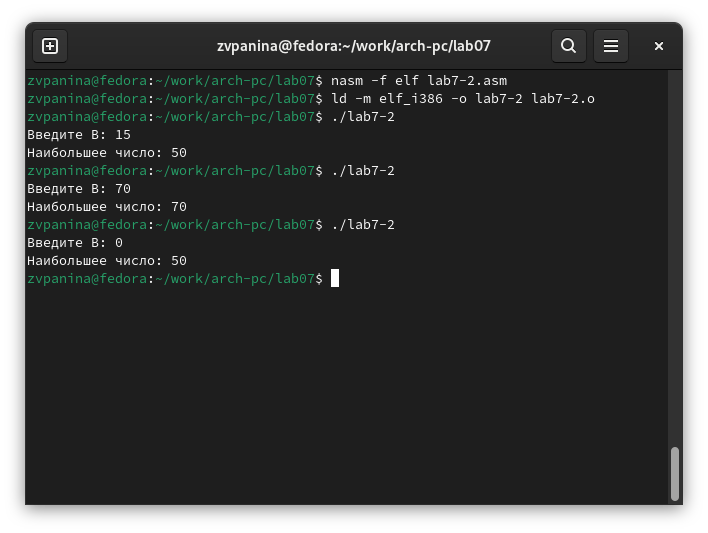 zvpanina@fedora:~/work/arch-pc/lab07
zvpanina@fedora:~/work/arch-pc/lab07$ nasm -f elf lab7-2.asm
zvpanina@fedora:~/work/arch-pc/lab07$ ld -m elf_i386 -o lab7-2 lab7-2.o
zvpanina@fedora:~/work/arch-pc/lab07$ ./lab7-2
Введите В: 15
Наибольшее число: 50
zvpanina@fedora:~/work/arch-pc/lab07$ ./lab7-2
Введите В: 70
Наибольшее число: 70
zvpanina@fedora:~/work/arch-pc/lab07$ ./lab7-2
Введите В: 0
Наибольшее число: 50
zvpanina@fedora:~/work/arch-pc/lab07$